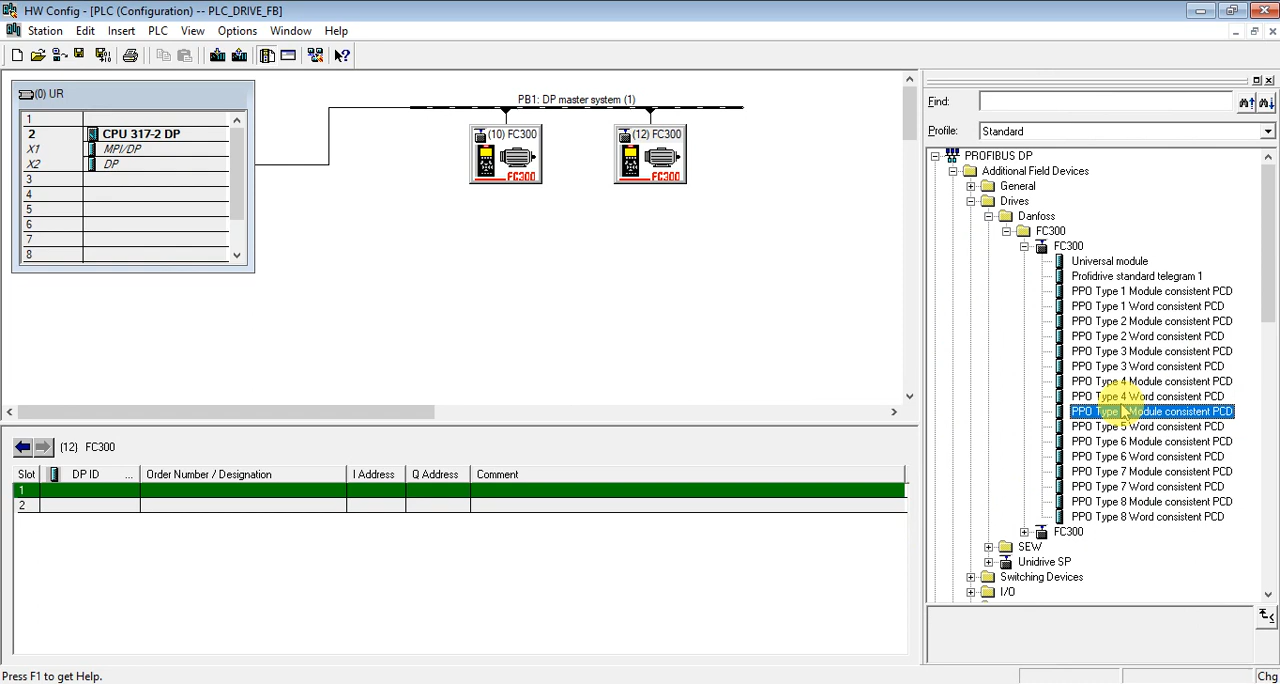 HW Config - [PLC (Configuration) -- PLC_DRIVE_FB]
Station Edit Insert PLC View Options Window Help
(0) UR
1
2 CPU 317-2 DP
X1 MPI/DP
X2 DP
3
4
5
6
7
8
PB1: DP master system (1)
(10) FC300
FC300
(12) FC300
FC300
Find:
Profile: Standard
PROFIBUS DP
Additional Field Devices
General
Drives
Danfoss
FC300
FC300
Universal module
Profidrive standard telegram 1
PPO Type 1 Module consistent PCD
PPO Type 1 Word consistent PCD
PPO Type 2 Module consistent PCD
PPO Type 2 Word consistent PCD
PPO Type 3 Module consistent PCD
PPO Type 3 Word consistent PCD
PPO Type 4 Module consistent PCD
PPO Type 4 Word consistent PCD
PPO Type Module consistent PCD
PPO Type 5 Word consistent PCD
PPO Type 6 Module consistent PCD
PPO Type 6 Word consistent PCD
PPO Type 7 Module consistent PCD
PPO Type 7 Word consistent PCD
PPO Type 8 Module consistent PCD
PPO Type 8 Word consistent PCD
FC300
SEW
Unidrive SP
Switching Devices
I/O
(12) FC300
Slot DP ID ... Order Number / Designation I Address Q Address Comment
1
2
Press F1 to get Help.
Chg